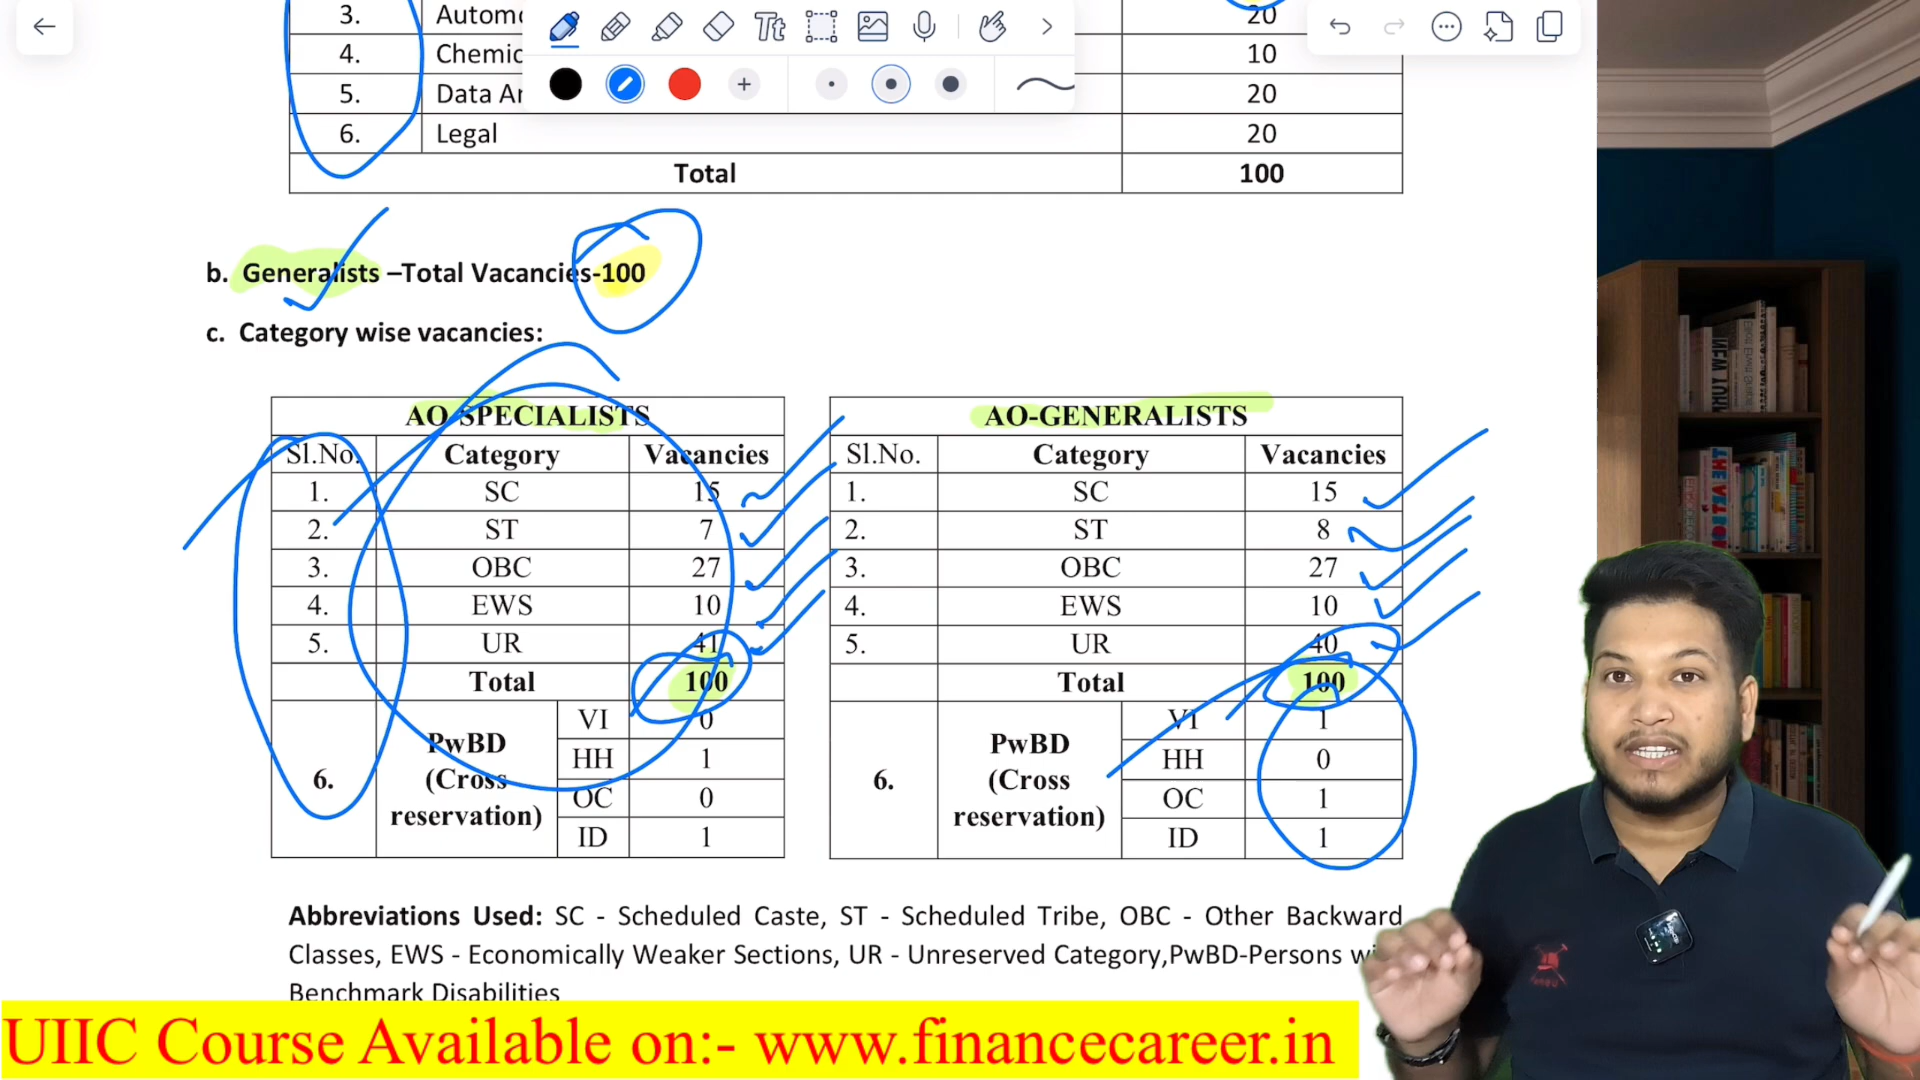 3. 20
Tt
4. 10
5. Data 20
6. Legal 20
Total 100
b. Generalists –Total Vacancies-100
c. Category wise vacancies:
AO-SPECIALISTS
Sl.No. Category Vacancies
1. SC 15
2. ST 7
3. OBC 27
4. EWS 10
5. UR 41
Total 100
6. PwBD (Cross reservation) VI 0
HH 1
OC 0
ID 1
AO-GENERALISTS
Sl.No. Category Vacancies
1. SC 15
2. ST 8
3. OBC 27
4. EWS 10
5. UR 40
Total 100
6. PwBD (Cross reservation) VI 1
HH 0
OC 1
ID 1
Abbreviations Used: SC - Scheduled Caste, ST - Scheduled Tribe, OBC - Other Backward
Classes, EWS - Economically Weaker Sections, UR - Unreserved Category,PwBD-Persons
Benchmark Disabilities
UIIC Course Available on:- www.financecareer.in